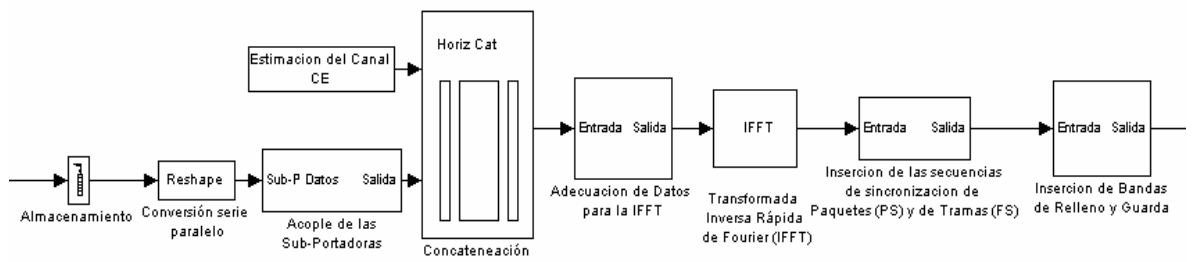 Horiz Cat
Estimacion del Canal
CE
Entrada Salida
IFFT
Entrada Salida
Entrada Salida
Reshape
Sub-P Datos Salida
Almacenamiento
Conversión serie
paralelo
Acople de las
Sub-Portadoras
Concateneación
Adecuacion de Datos
para la IFFT
Transformada
Inversa Rápida
de Fourier (IFFT)
Insercion de las secuencias
de sincronizacion de
Paquetes (PS) y de Tramas (FS)
Insercion de Bandas
de Relleno y Guarda